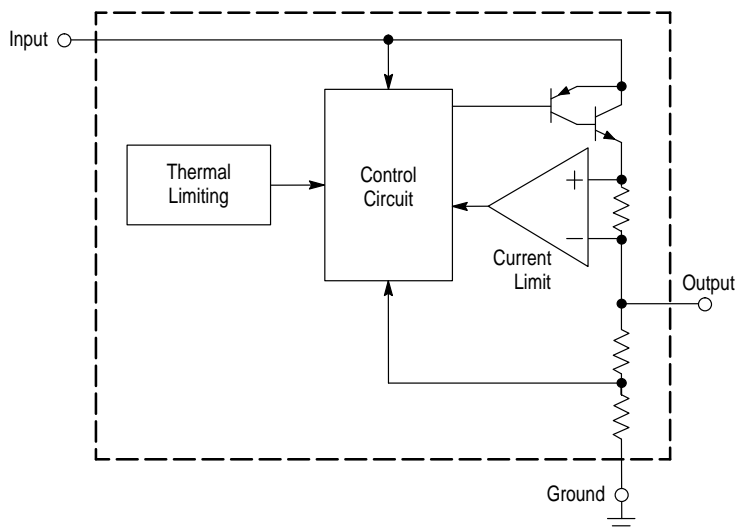 Input
Thermal
Limiting
Control
Circuit
+
−
Current
Limit
Output
Ground